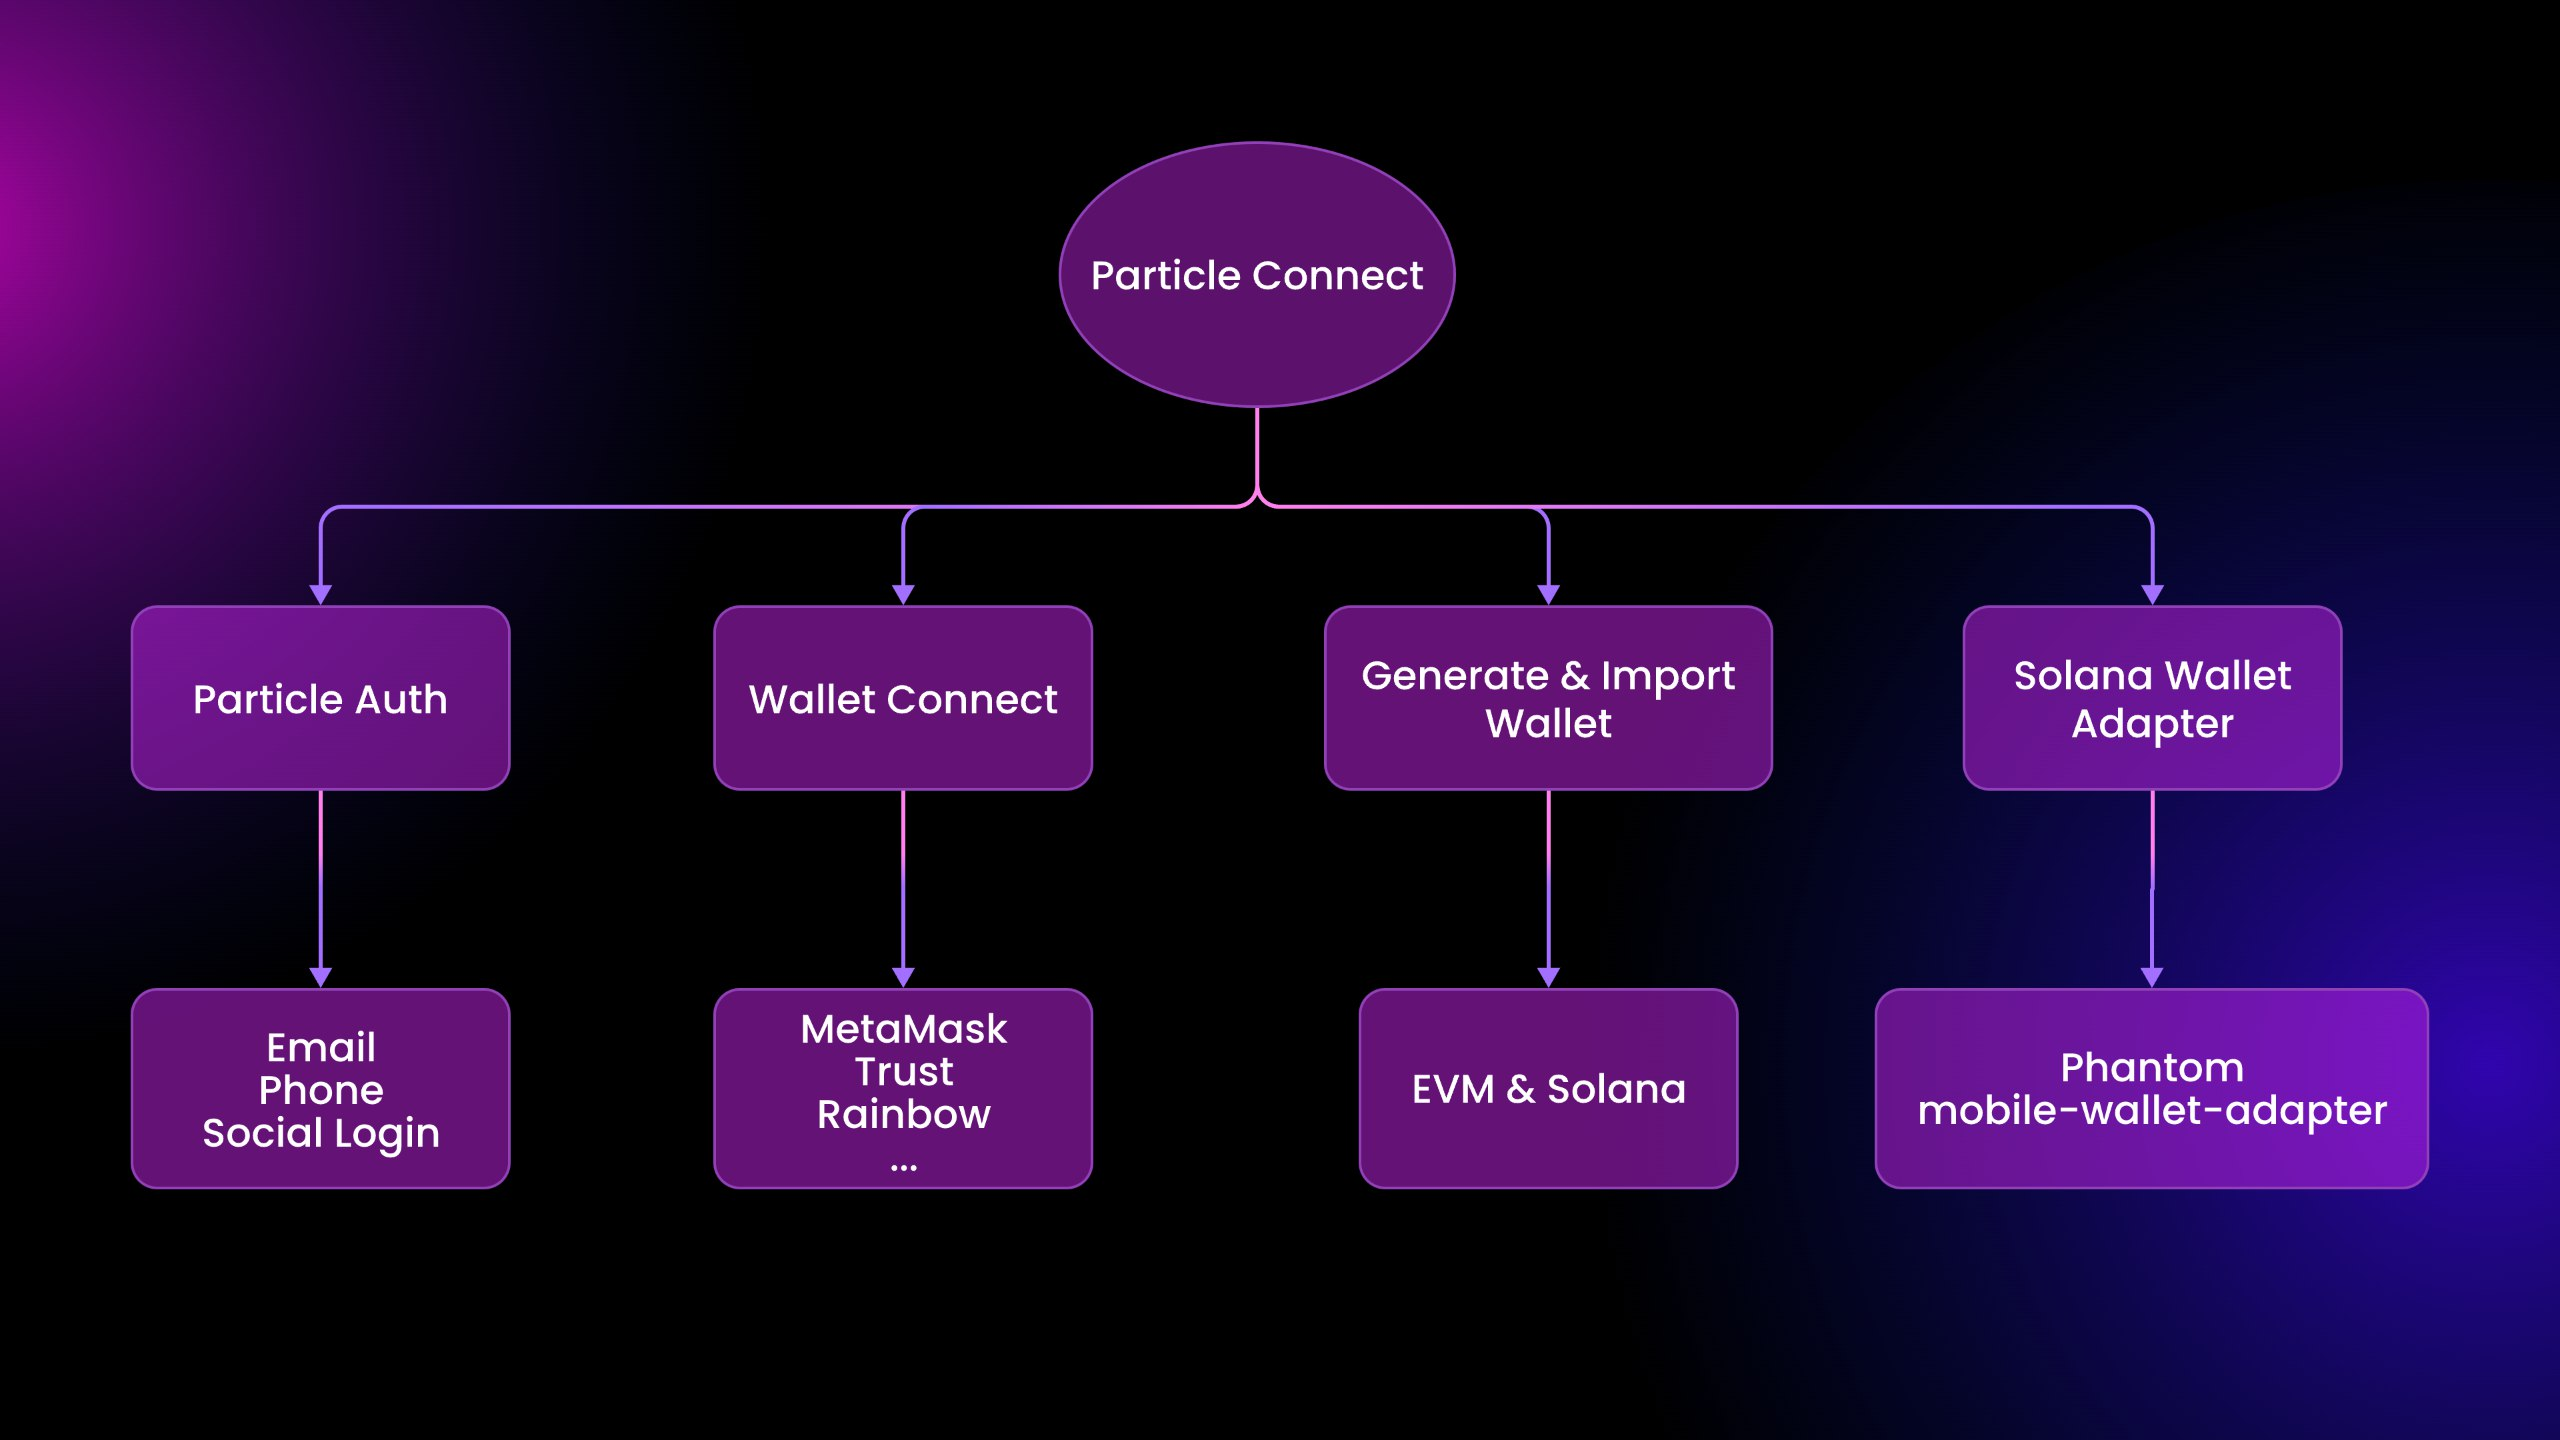 Particle Connect
Particle Auth
Wallet Connect
Generate & Import
Wallet
Solana Wallet
Adapter
Email
Phone
Social Login
MetaMask
Trust
Rainbow
...
EVM & Solana
Phantom
mobile-wallet-adapter